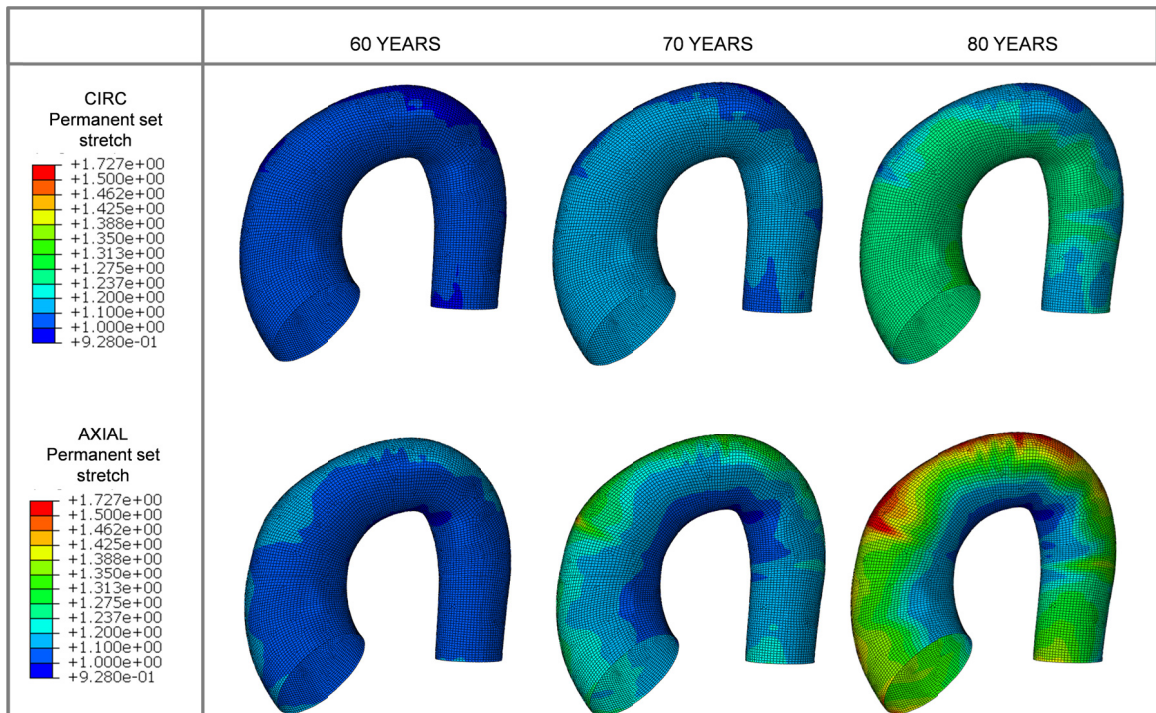 60 YEARS 70 YEARS 80 YEARS
CIRC
Permanent set
stretch
+1.727e+00
+1.500e+00
+1.462e+00
+1.425e+00
+1.388e+00
+1.350e+00
+1.313e+00
+1.275e+00
+1.237e+00
+1.200e+00
+1.100e+00
+1.000e+00
+9.280e-01
AXIAL
Permanent set
stretch
+1.727e+00
+1.500e+00
+1.462e+00
+1.425e+00
+1.388e+00
+1.350e+00
+1.313e+00
+1.275e+00
+1.237e+00
+1.200e+00
+1.100e+00
+1.000e+00
+9.280e-01